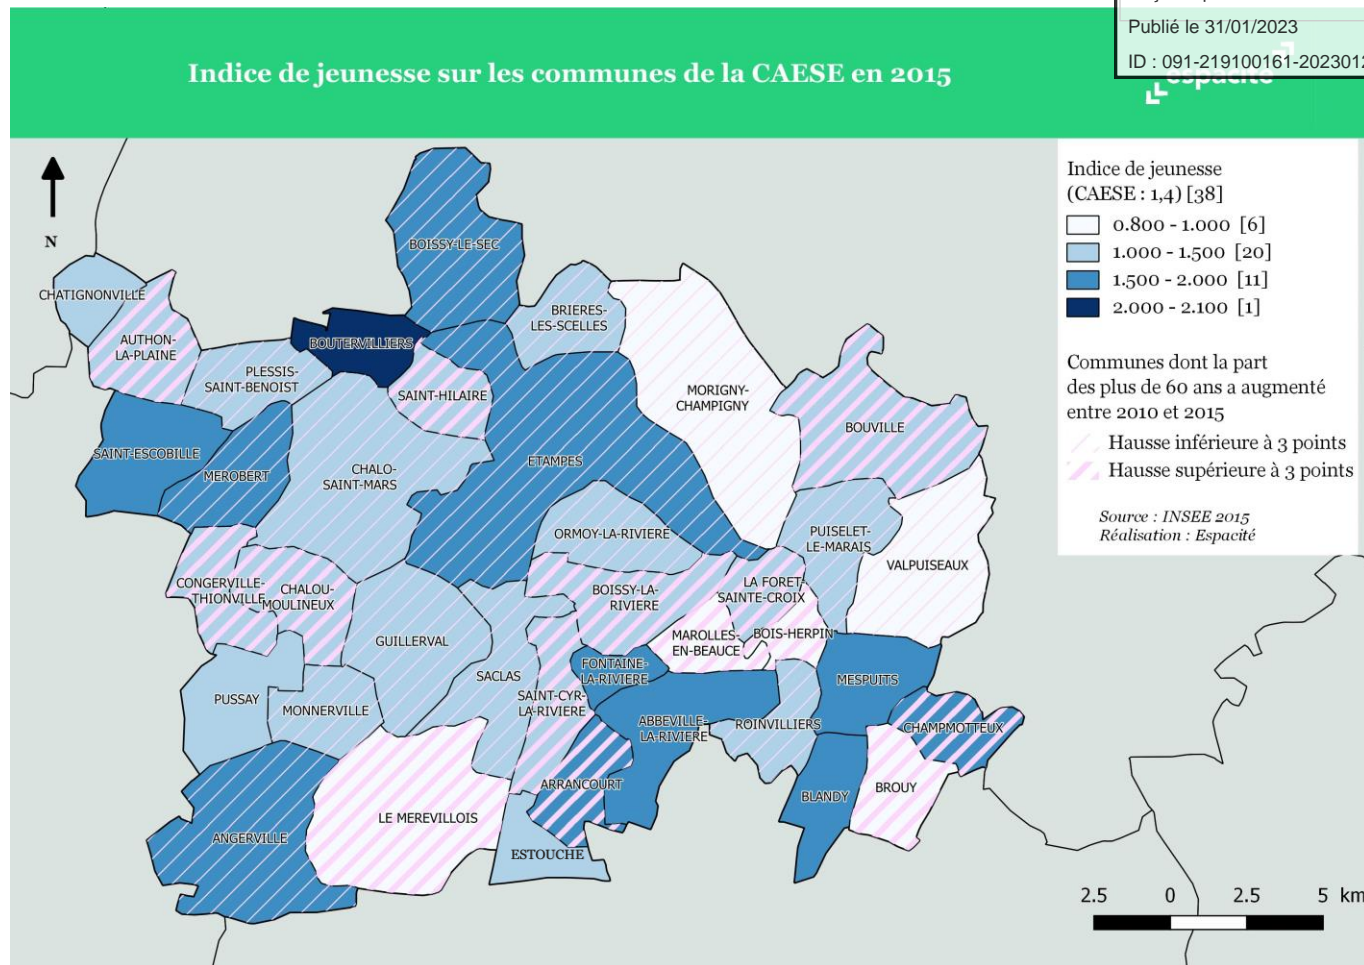 Publié le 31/01/2023
ID : 091-219100161-2023012
espacité
Indice de jeunesse sur les communes de la CAESE en 2015
N
Indice de jeunesse
(CAESE : 1,4) [38]
0.800 - 1.000 [6]
1.000 - 1.500 [20]
1.500 - 2.000 [11]
2.000 - 2.100 [1]
Communes dont la part
des plus de 60 ans a augmenté
entre 2010 et 2015
Hausse inférieure à 3 points
Hausse supérieure à 3 points
Source : INSEE 2015
Réalisation : Espacité
BOISSY-LE-SEC
CHATIGNONVILLE
BRIERES-
LES-SCELLES
AUTHON-
LA-PLAINE
BOUTERVILLIERS
PLESSIS-
SAINT-BENOIST
SAINT-HILAIRE
MORIGNY-
CHAMPIGNY
BOUVILLE
SAINT-ESCOBILLE
MEROBERT
CHALO-
SAINT-MARS
ETAMPES
ORMOY-LA-RIVIERE
PUISELET-
LE-MARAIS
VALPUISEAUX
CONGERVILLE-
THIONVILLE
CHALOU-
MOULINEUX
BOISSY-LA-
RIVIERE
LA FORET-
SAINTE-CROIX
GUILLERVAL
MAROLLES-
EN-BEAUCE
BOIS-HERPIN
FONTAINE-
LA-RIVIERE
SACLAS
MESPUITS
PUSSAY
MONNERVILLE
SAINT-CYR-
LA-RIVIERE
ABBEVILLE-
LA-RIVIERE
ROINVILLIERS
CHAMPMOTTEUX
ARRANCOURT
BLANDY
BROUY
LE MEREVILLOIS
ANGERVILLE
ESTOUCHE
2.5 0 2.5 5 km